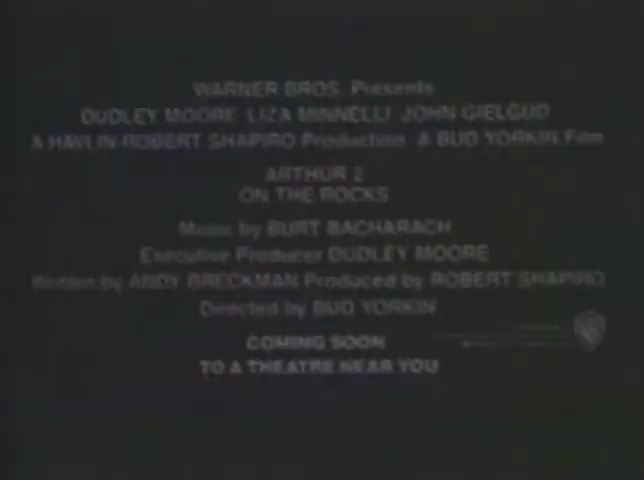 WARNER BROS. Presents
DUDLEY MOORE LIZA MINNELLI JOHN GIELGUD
A HAVLIN-ROBERT SHAPIRO Production A BUD YORKIN Film
ARTHUR 2
ON THE ROCKS
Music by BURT BACHARACH
Executive Producer DUDLEY MOORE
Written by ANDY BRECKMAN Produced by ROBERT SHAPIRO
Directed by BUD YORKIN
COMING SOON
TO A THEATRE NEAR YOU